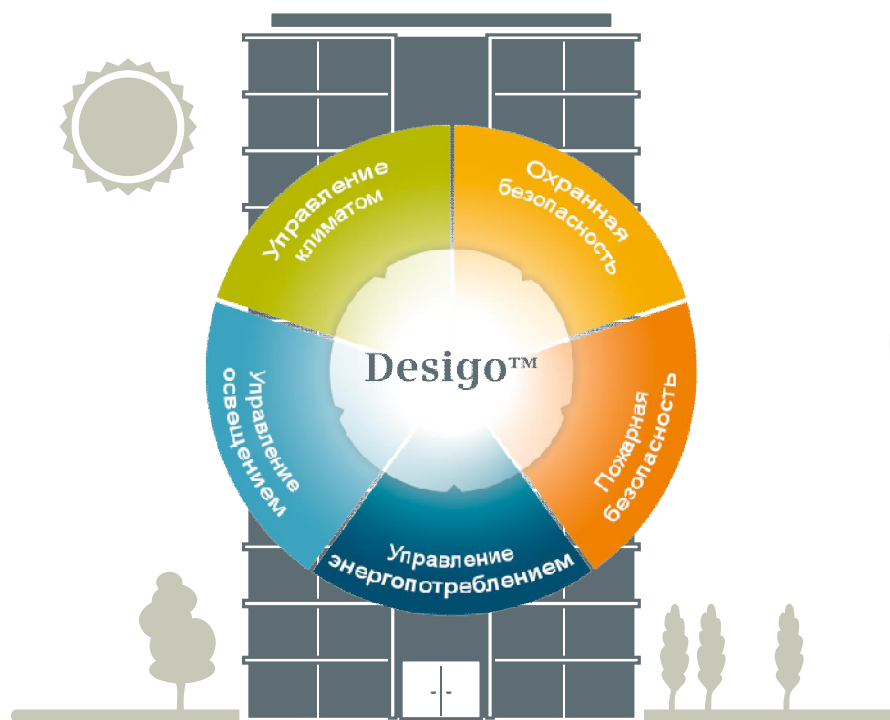 Управление
климатом
Охранная
безопасность
Desigo™
Управление
освещением
Пожарная
безопасность
Управление
энергопотреблением